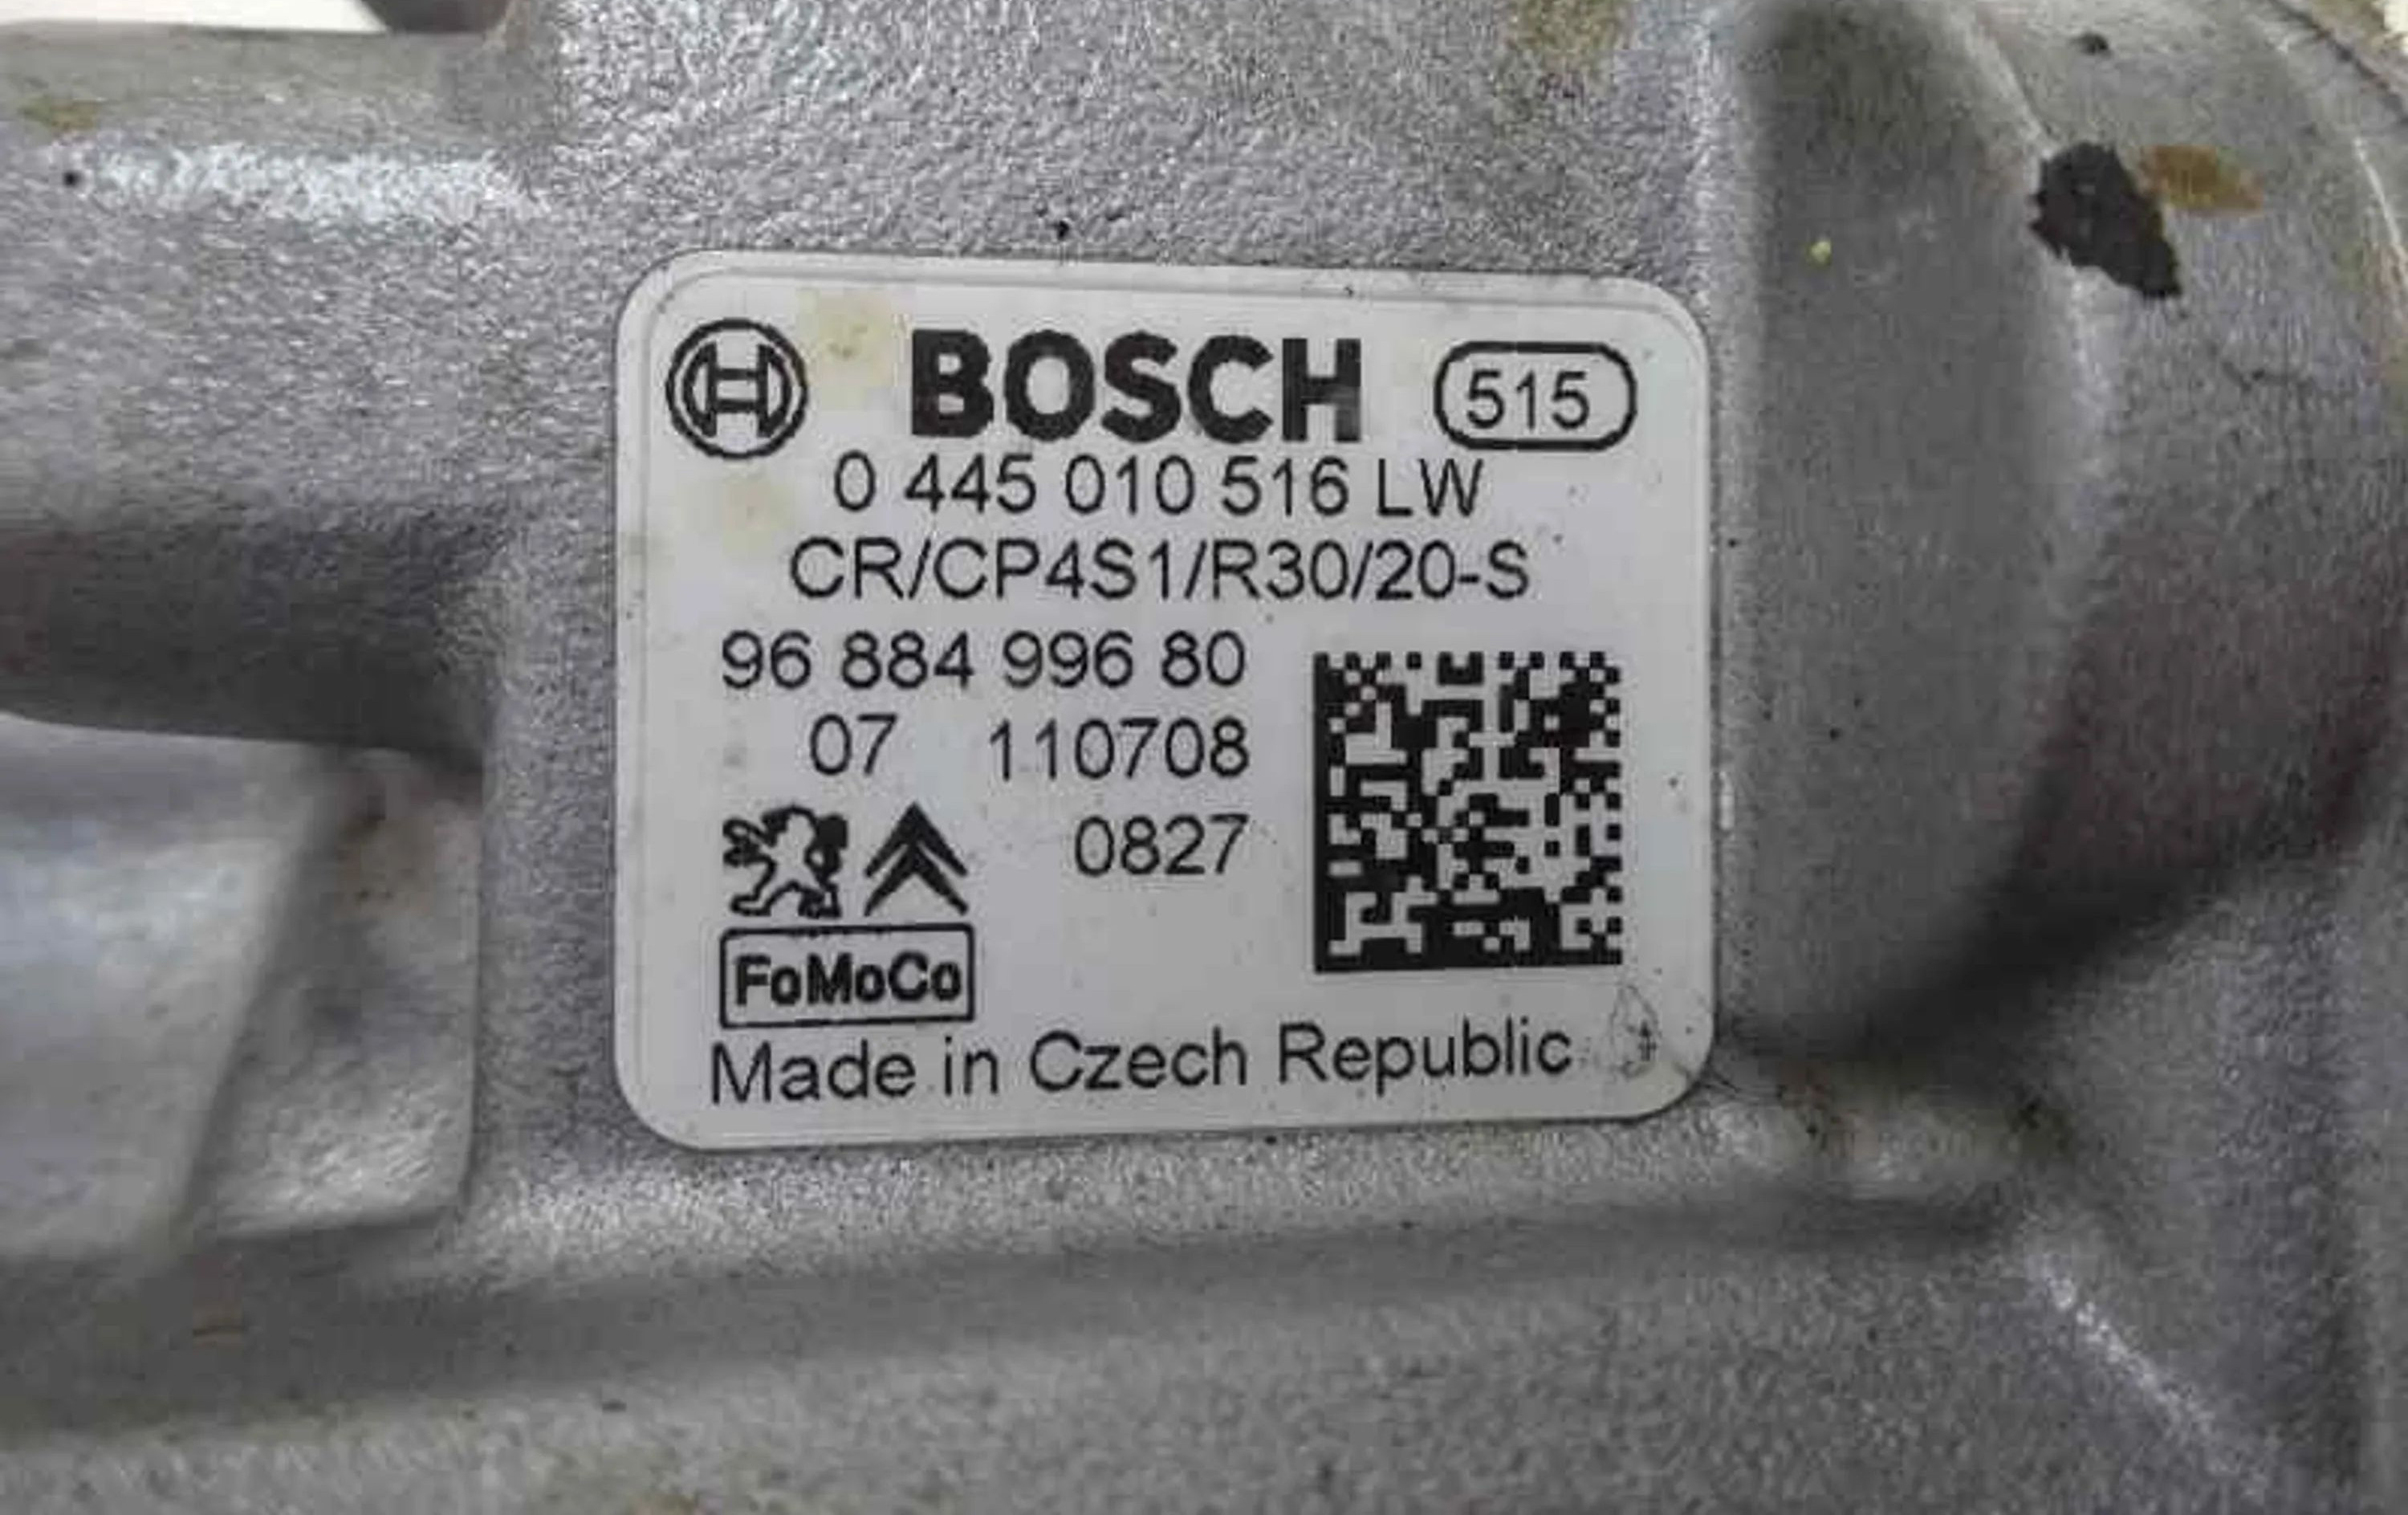 BOSCH 515
0 445 010 516 LW
CR/CP4S1/R30/20-S
96 884 996 80
07 110708
0827
FoMoCo
Made in Czech Republic